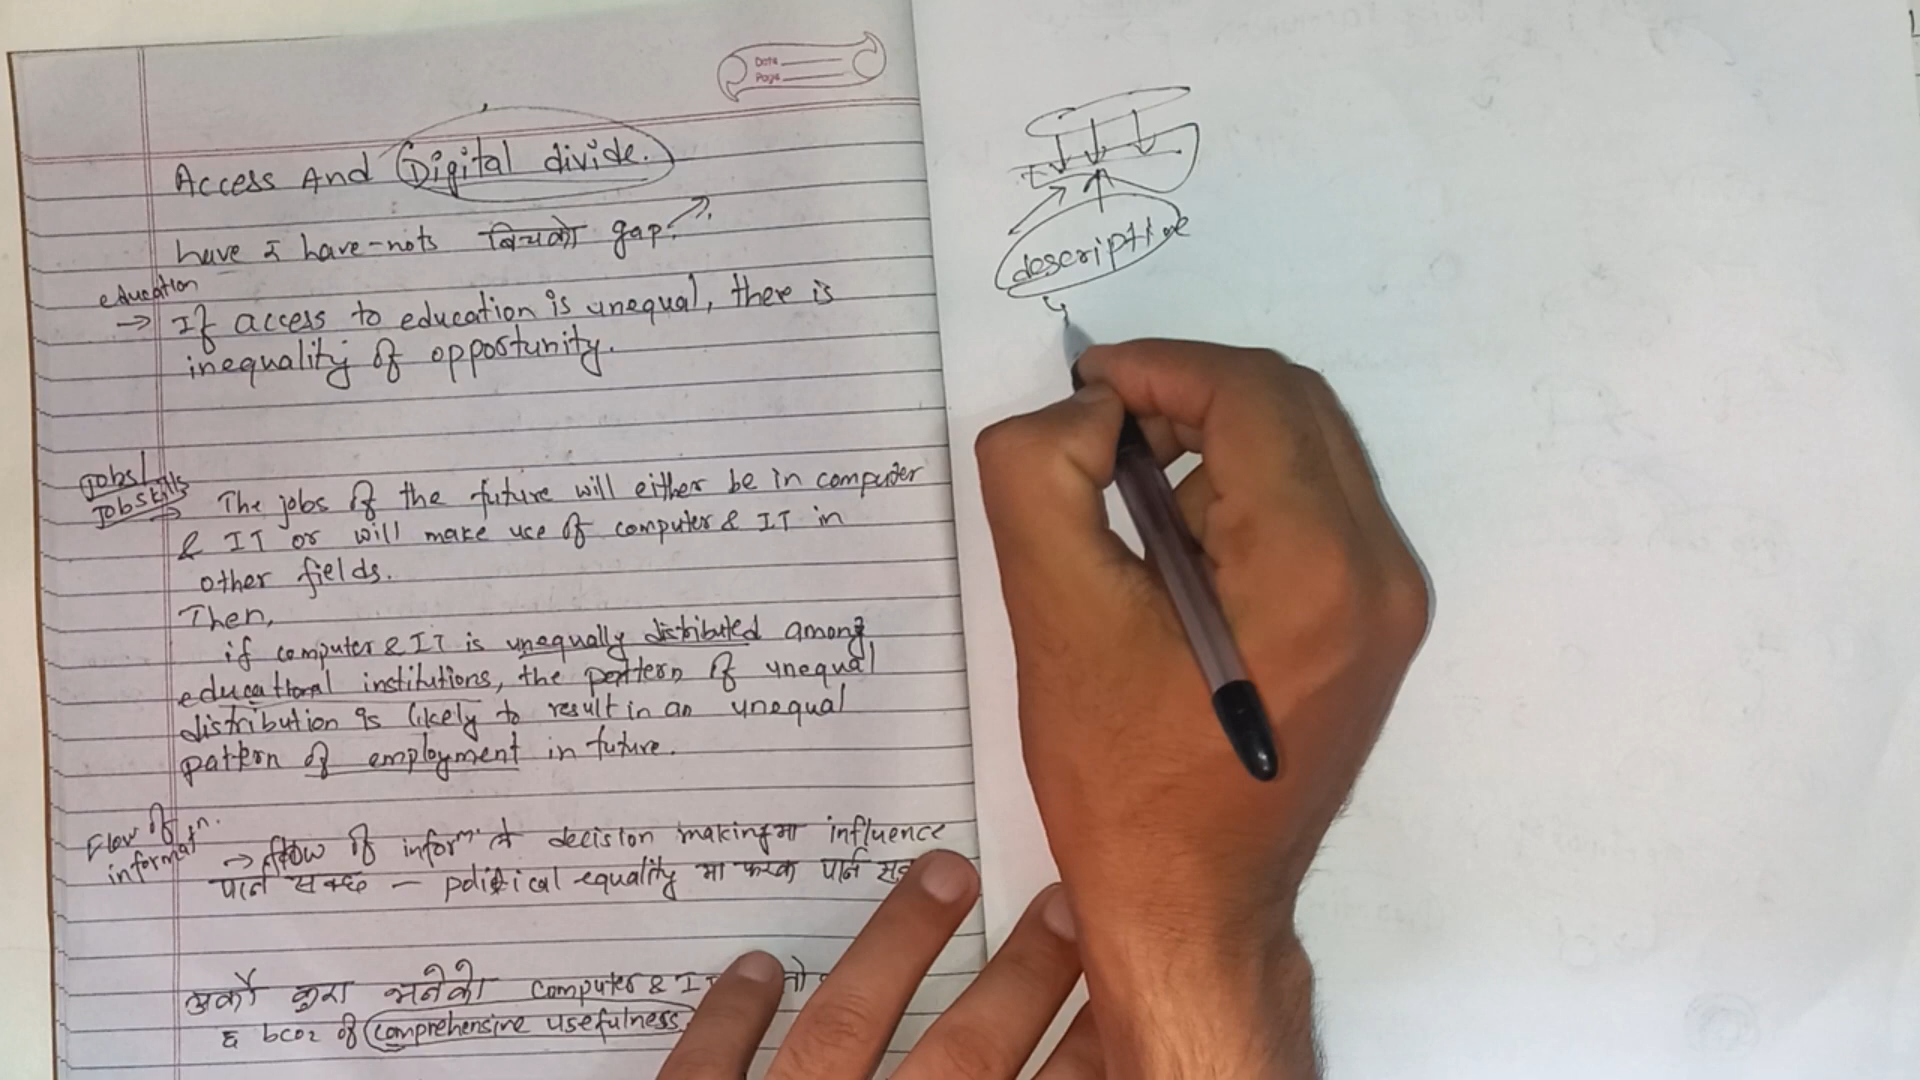 Date
Page
Access And Digital divide.
have र have-nots बिचको gap
education
→ If access to education is unequal, there is
inequality of oppostunity.
Jobs/
Job skills
→ The jobs of the future will either be in computer
& IT or will make use of computer & IT in
other fields.
Then,
if computer & IT is unequally distributed among
educational institutions, the pattern of unequal
distribution is likely to result in an unequal
pattern of employment in future.
Flow of
informatn.
→ flow of inform. ले decision making मा influence
पार्न सक्छ – political equality मा फरक पार्न
अर्को कुरा भनेको computer & I
छ bcoz of comprehensive usefulness
descriptive